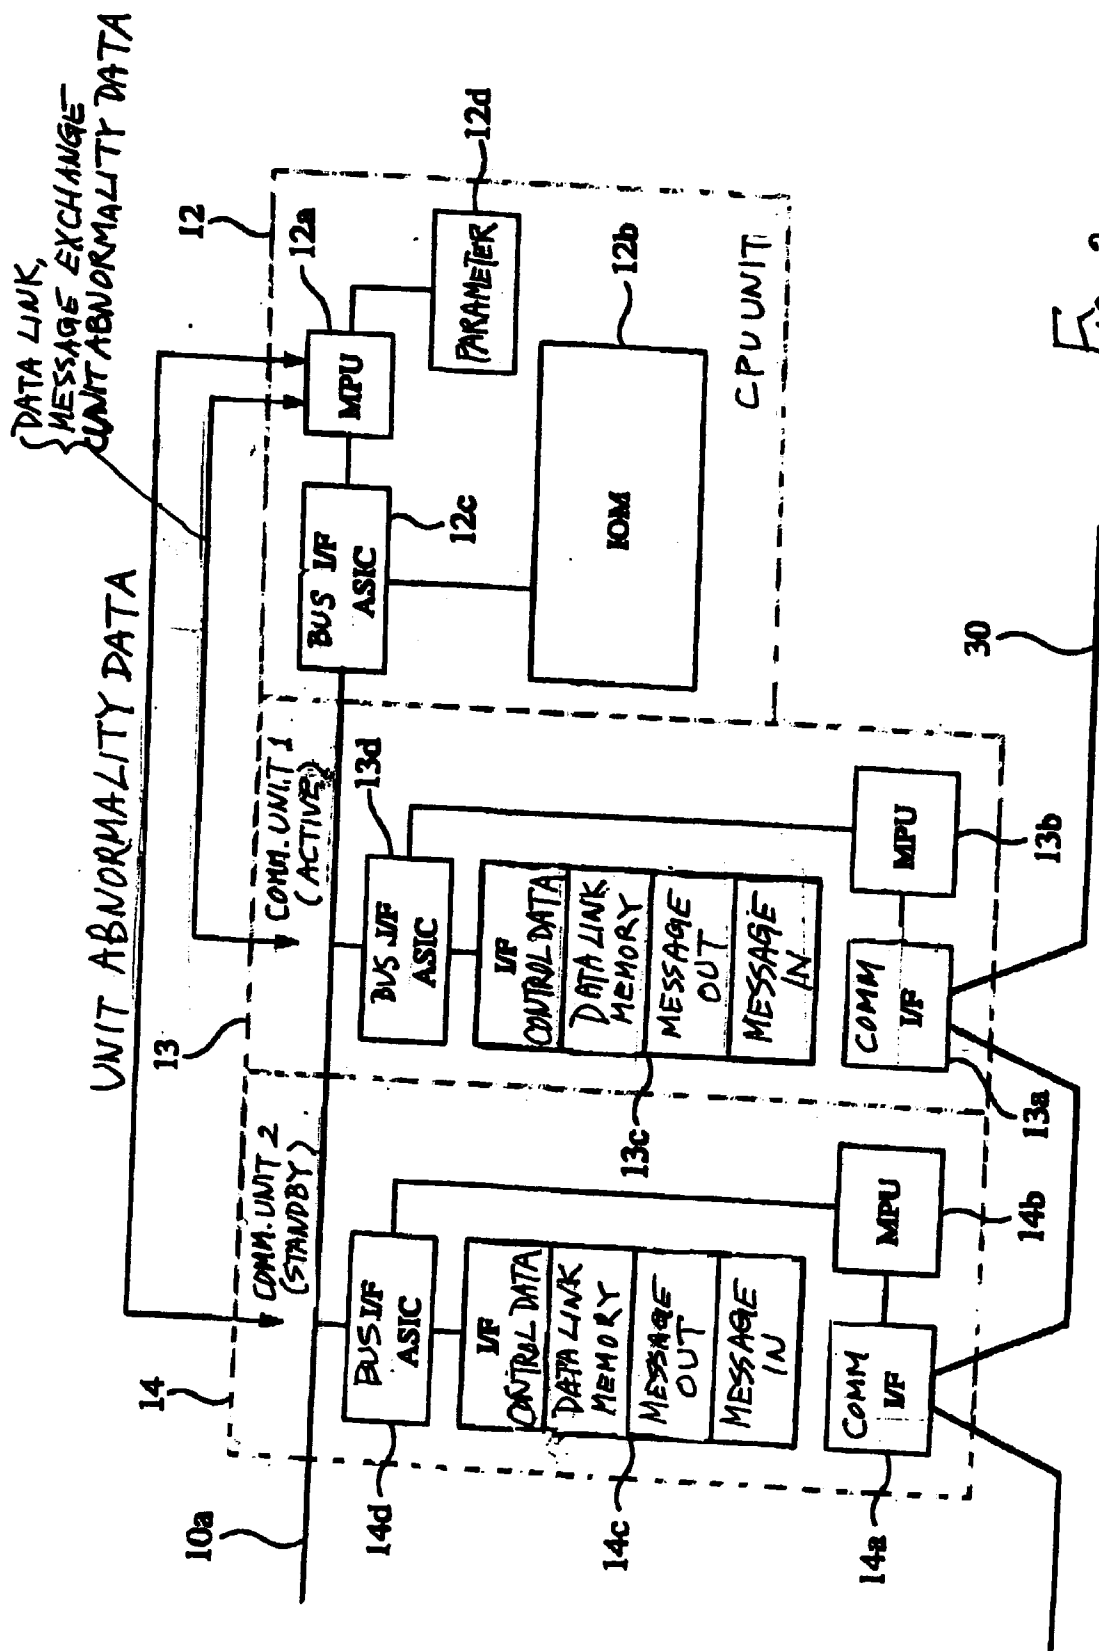 {DATA LINK,
MESSAGE EXCHANGE
UNIT ABNORMALITY DATA
UNIT ABNORMALITY DATA
10a
14
COMM. UNIT 2
(STANDBY)
13
COMM. UNIT 1
(ACTIVE)
12
12a
MPU
12d
PARAMETER
BUS I/F
ASIC
12c
IOM
12b
CPU UNIT
14d
BUS I/F
ASIC
13d
BUS I/F
ASIC
14c
I/F
CONTROL DATA
DATA LINK
MEMORY
MESSAGE
OUT
MESSAGE
IN
13c
I/F
CONTROL DATA
DATA LINK
MEMORY
MESSAGE
OUT
MESSAGE
IN
14a
COMM
I/F
MPU
14b
13a
COMM
I/F
MPU
13b
30